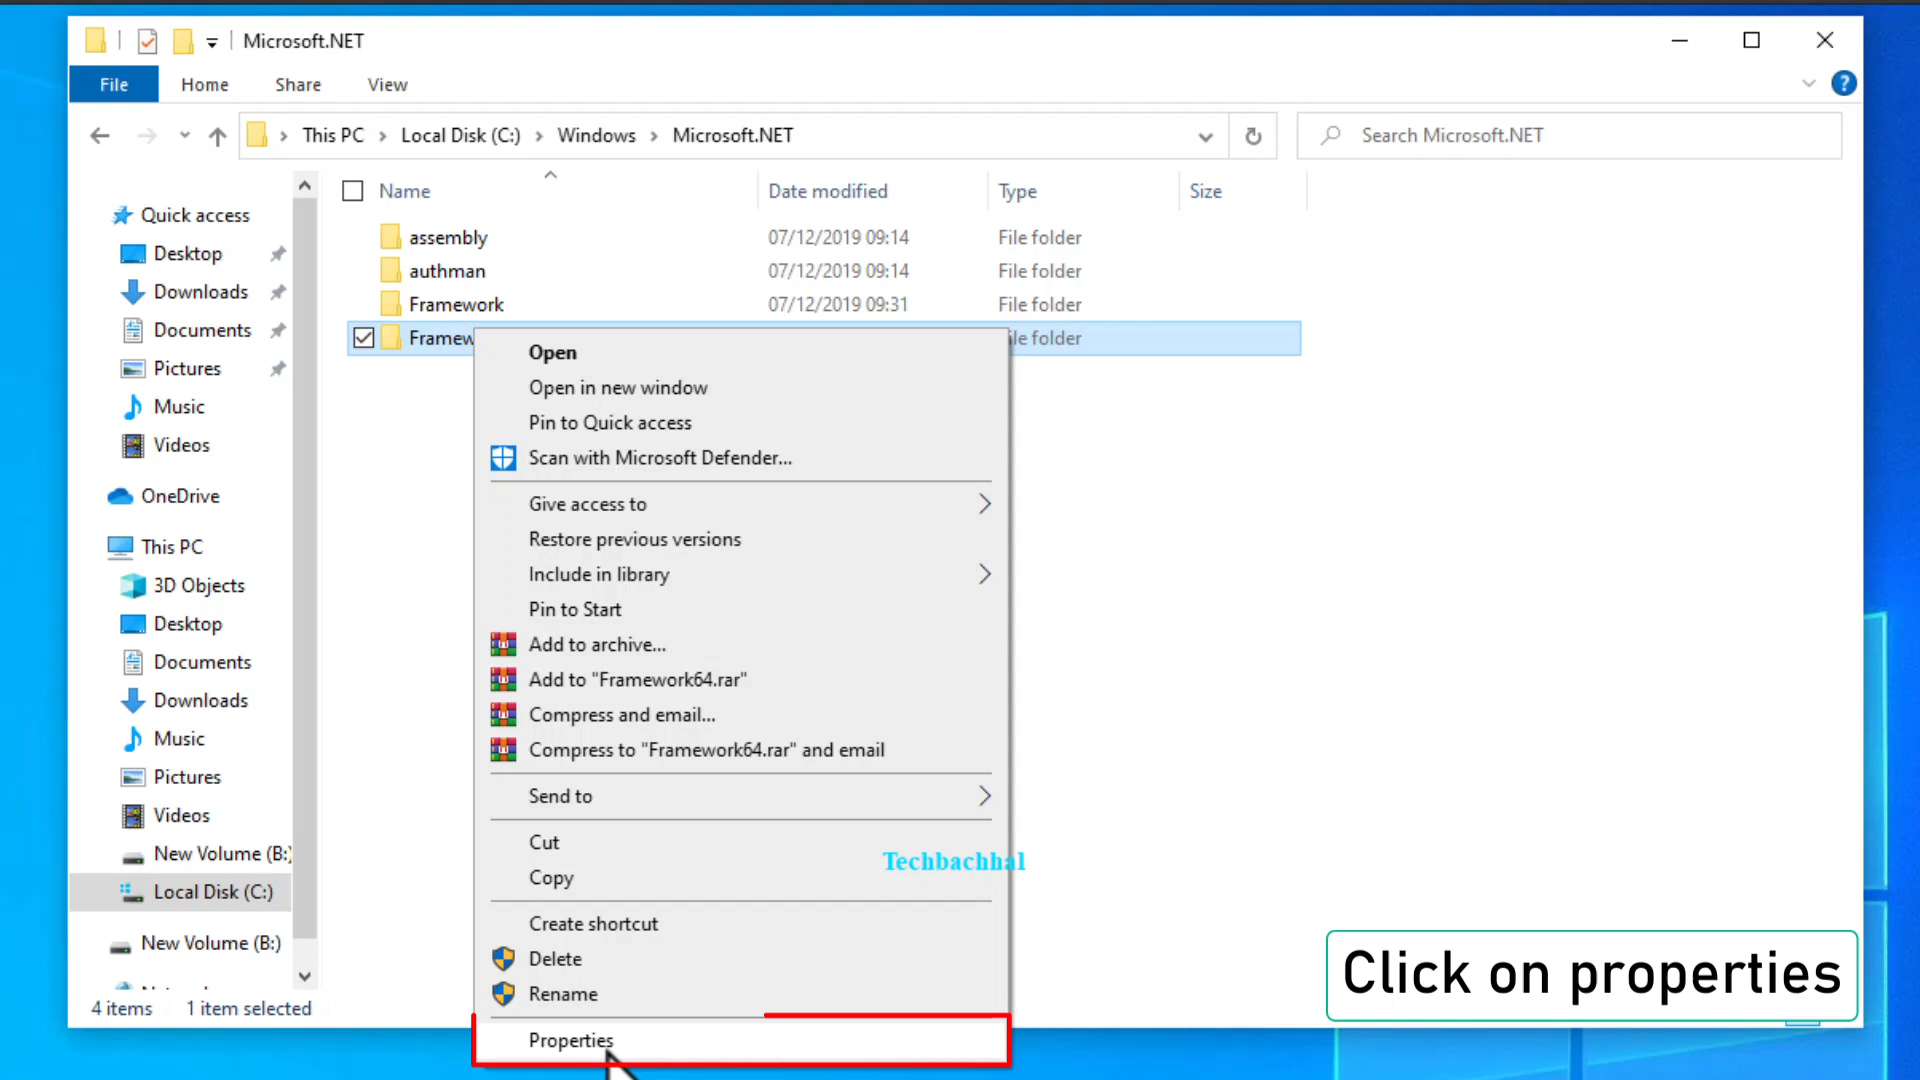 Microsoft.NET
File Home Share View
This PC Local Disk (C:) Windows Microsoft.NET
Search Microsoft.NET
Name Date modified Type Size
Quick access
Desktop
Downloads
Documents
Pictures
Music
Videos
OneDrive
This PC
3D Objects
Desktop
Documents
Downloads
Music
Pictures
Videos
New Volume (B:)
Local Disk (C:)
New Volume (B:)
assembly 07/12/2019 09:14 File folder
authman 07/12/2019 09:14 File folder
Framework 07/12/2019 09:31 File folder
Framew ile folder
Open
Open in new window
Pin to Quick access
Scan with Microsoft Defender...
Give access to
Restore previous versions
Include in library
Pin to Start
Add to archive...
Add to "Framework64.rar"
Compress and email...
Compress to "Framework64.rar" and email
Send to
Cut
Copy
Create shortcut
Delete
Rename
Properties
Techbachhal
Click on properties
4 items 1 item selected